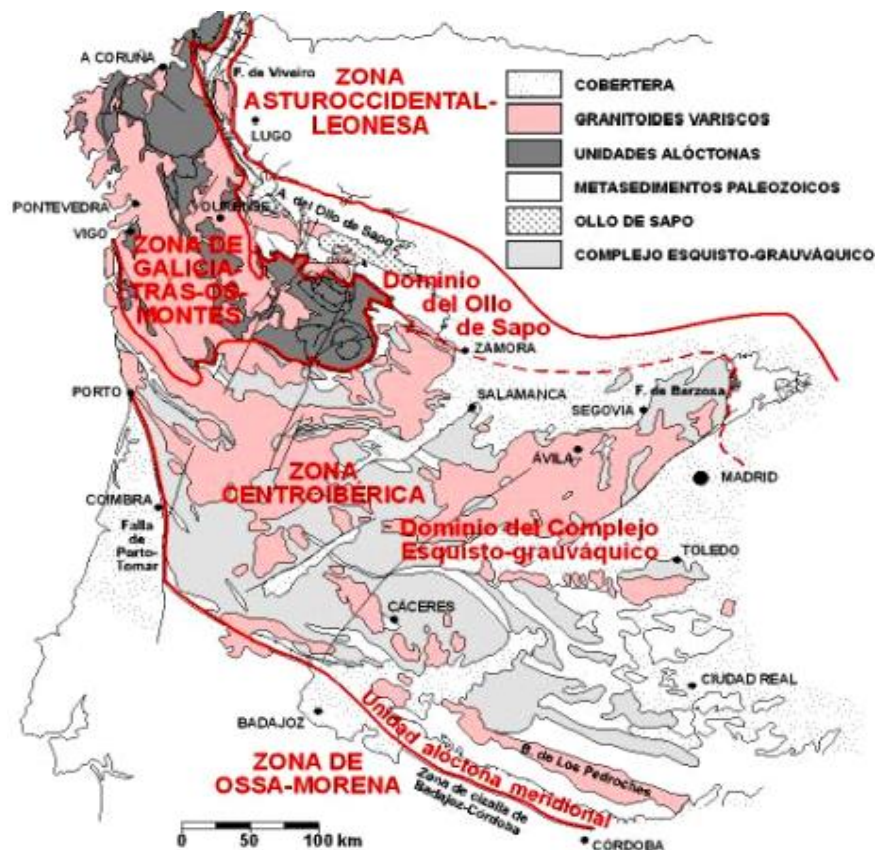 A CORUÑA
F. de Viveiro
ZONA
ASTUROCCIDENTAL-
LEONESA
LUGO
COBERTERA
GRANITOIDES VARISCOS
UNIDADES ALÓCTONAS
METASEDIMENTOS PALEOZOICOS
OLLO DE SAPO
COMPLEJO ESQUISTO-GRAUVÁQUICO
PONTEVEDRA
OURENSE
A. del Ollo de Sapo
VIGO
ZONA DE
GALICIA-
TRÁS-OS-
MONTES
Dominio
del Ollo
de Sapo
ZAMORA
PORTO
SALAMANCA
SEGOVIA
F. de Barzosa
ÁVILA
MADRID
ZONA
CENTROIBÉRICA
COIMBRA
Falla
de
Porto-
Tomar
Dominio del Complejo
Esquisto-grauváquico
TOLEDO
CÁCERES
CIUDAD REAL
BADAJOZ
Unidad alóctona meridional
B. de Los Pedroches
ZONA DE
OSSA-MORENA
Zona de cizalla de
Badajoz-Córdoba
CÓRDOBA
0 50 100 km